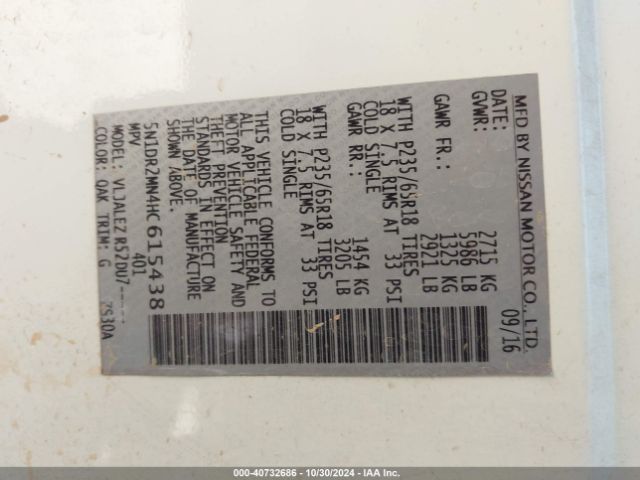 MFD BY NISSAN MOTOR CO., LTD.
DATE: 09/16
GVWR: 2715 KG
5986 LB
GAWR FR.: 1325 KG
2921 LB
WITH P235/65R18 TIRES
18 X 7.5 RIMS AT 33 PSI
COLD SINGLE
GAWR RR.: 1454 KG
3205 LB
WITH P235/65R18 TIRES
18 X 7.5 RIMS AT 33 PSI
COLD SINGLE
THIS VEHICLE CONFORMS TO
ALL APPLICABLE FEDERAL
MOTOR VEHICLE SAFETY AND
THEFT PREVENTION
STANDARDS IN EFFECT ON
THE DATE OF MANUFACTURE
SHOWN ABOVE.
5N1DR2MN4HC615438
MPV 401
MODEL: VLJALEZ R52DU7
COLOR: QAK TRIM: G 7S30A
000-40732686 - 10/30/2024 - IAAI.com